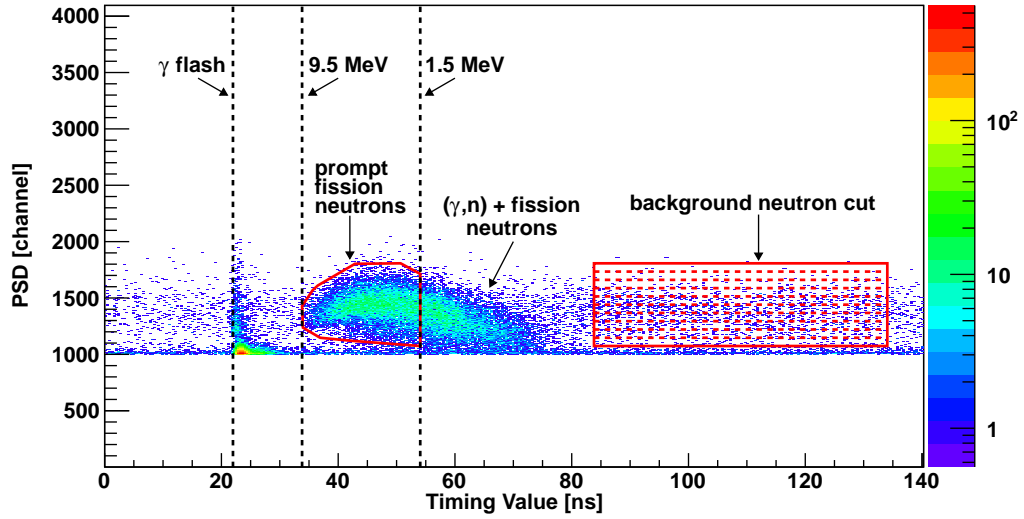 4000
3500
3000
2500
2000
1500
1000
500
PSD [channel]
γ flash
9.5 MeV
1.5 MeV
prompt
fission
neutrons
(γ,n) + fission
neutrons
background neutron cut
0
20
40
60
80
100
120
140
Timing Value [ns]
10²
10
1